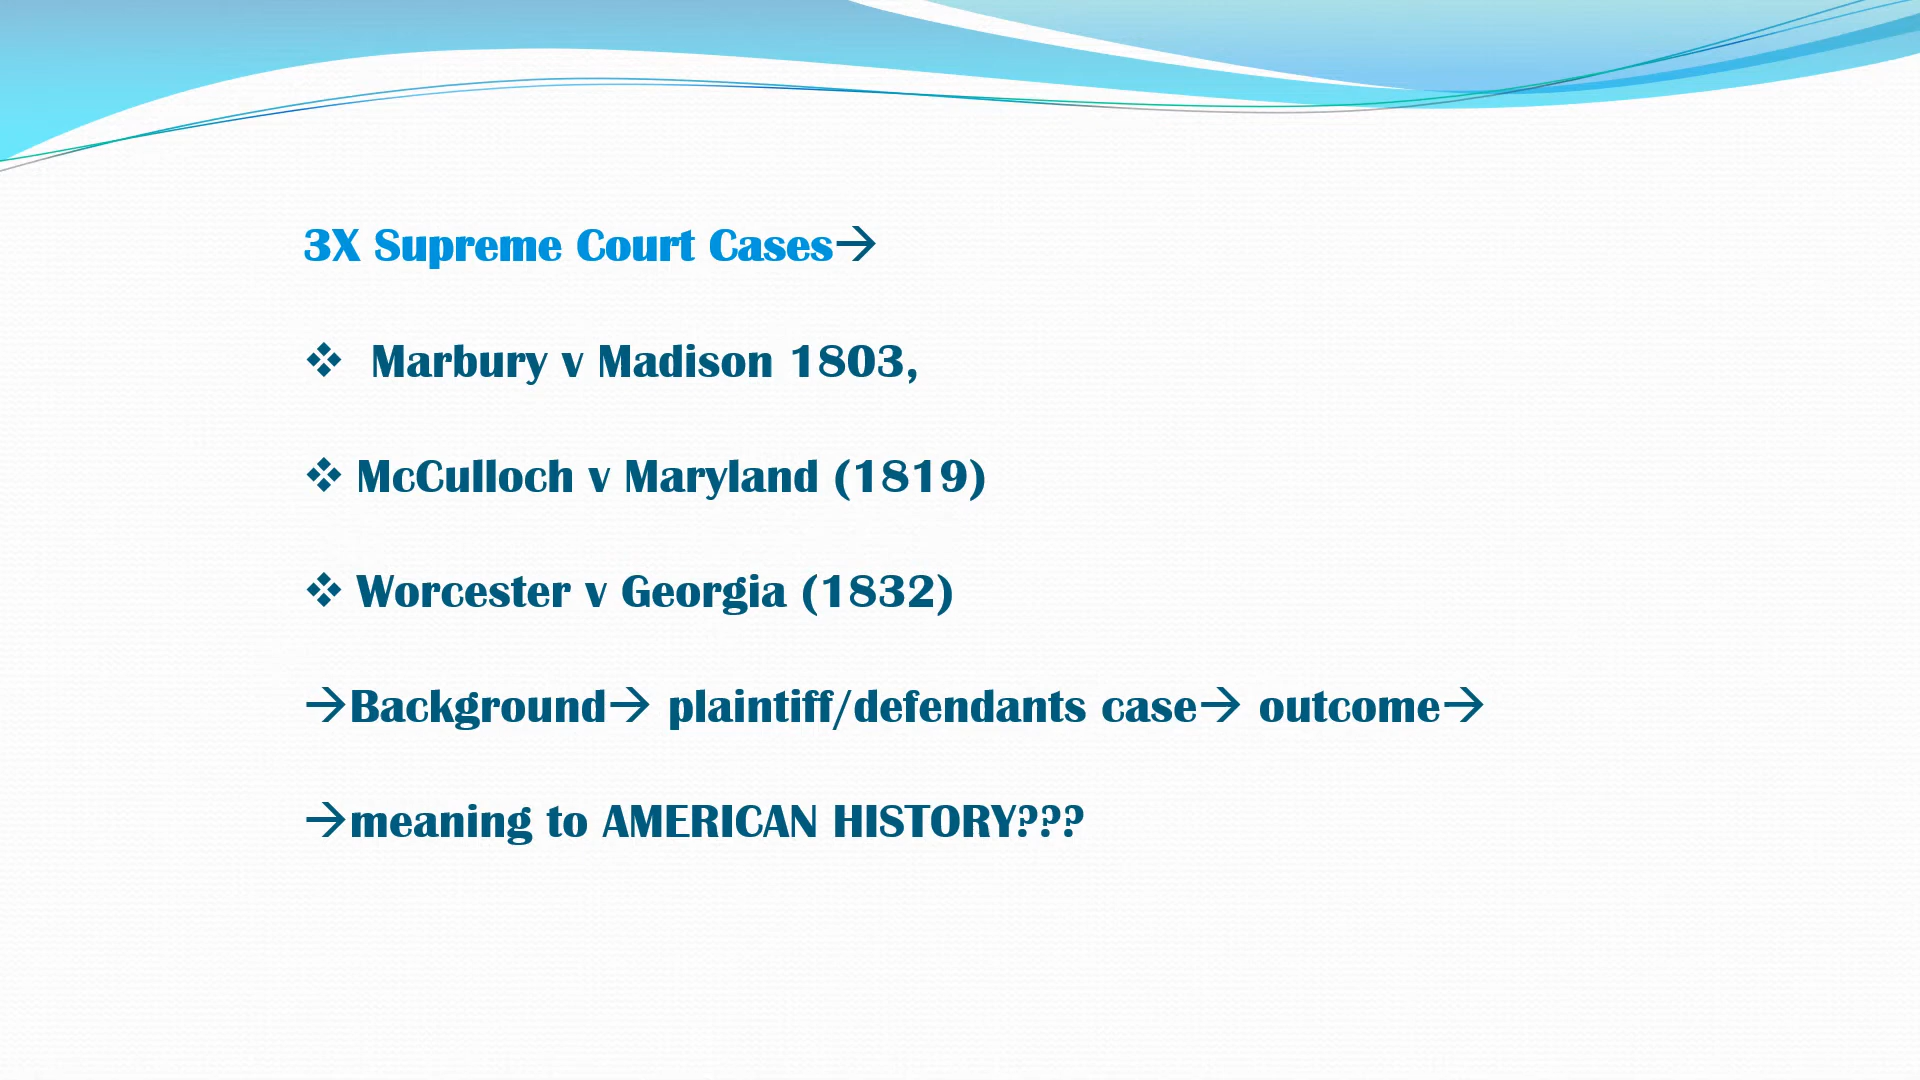 3X Supreme Court Cases→
❖ Marbury v Madison 1803,
❖ McCulloch v Maryland (1819)
❖ Worcester v Georgia (1832)
→Background→ plaintiff/defendants case→ outcome→
→meaning to AMERICAN HISTORY???